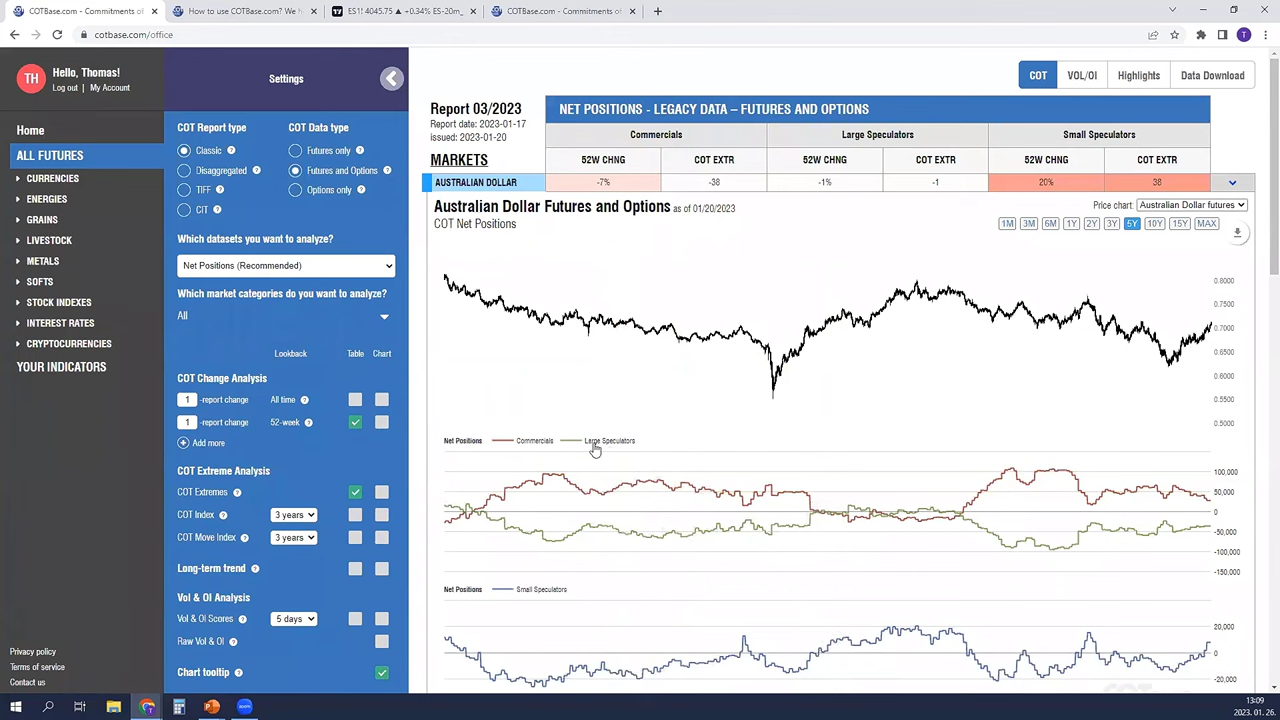 COTBase.com – Commitments of
How to use COTBase.com? We h
ES1! 4045.75 ▲ +0.34% ES-20m_
COTBase.com - Commitments of
cotbase.com/office
T
TH
Hello, Thomas!
Log out | My Account
Home
ALL FUTURES
CURRENCIES
ENERGIES
GRAINS
LIVESTOCK
METALS
SOFTS
STOCK INDEXES
INTEREST RATES
CRYPTOCURRENCIES
YOUR INDICATORS
Privacy policy
Terms of service
Contact us
Settings
COT Report type
COT Data type
Classic ?
Futures only ?
Disaggregated ?
Futures and Options ?
TIFF ?
Options only ?
CIT ?
Which datasets you want to analyze?
Net Positions (Recommended)
Which market categories do you want to analyze?
All
Lookback Table Chart
COT Change Analysis
1 -report change All time ?
1 -report change 52-week ?
Add more
COT Extreme Analysis
COT Extremes ?
COT Index ? 3 years
COT Move Index ? 3 years
Long-term trend ?
Vol & OI Analysis
Vol & OI Scores ? 5 days
Raw Vol & OI ?
Chart tooltip ?
COT VOL/OI Highlights Data Download
Report 03/2023
Report date: 2023-01-17
issued: 2023-01-20
MARKETS
NET POSITIONS - LEGACY DATA – FUTURES AND OPTIONS
Commercials Large Speculators Small Speculators
52W CHNG COT EXTR 52W CHNG COT EXTR 52W CHNG COT EXTR
AUSTRALIAN DOLLAR -7% -38 -1% -1 20% 38
Australian Dollar Futures and Options as of 01/20/2023
Price chart: Australian Dollar futures
COT Net Positions
1M 3M 6M 1Y 2Y 3Y 5Y 10Y 15Y MAX
0.8000
0.7500
0.7000
0.6500
0.6000
0.5500
0.5000
Net Positions Commercials Large Speculators
100,000
50,000
0
-50,000
-100,000
-150,000
Net Positions Small Speculators
20,000
0
-20,000
13:09
2023. 01. 26.